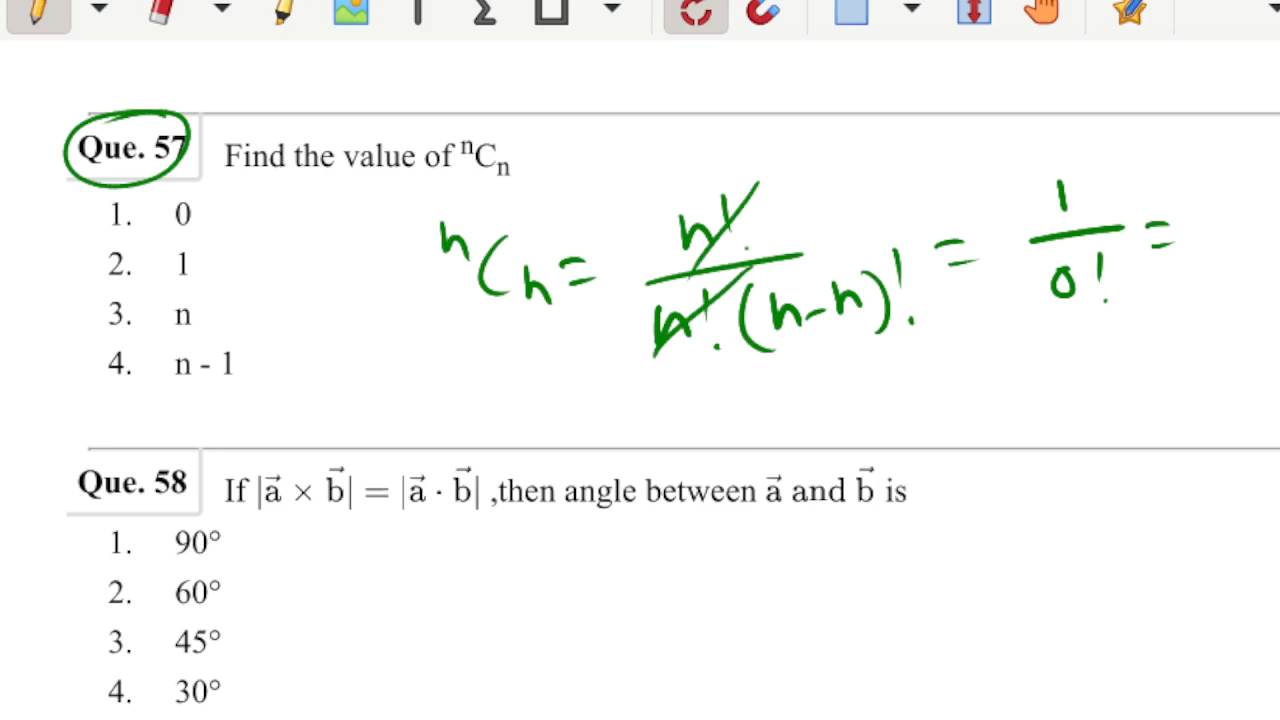 Que. 57 Find the value of ⁿCₙ
1. 0
2. 1
3. n
4. n - 1
ⁿCₙ = n! / n! (n-n)! = 1 / 0! =
Que. 58 If |a⃗ × b⃗| = |a⃗ · b⃗| ,then angle between a⃗ and b⃗ is
1. 90°
2. 60°
3. 45°
4. 30°